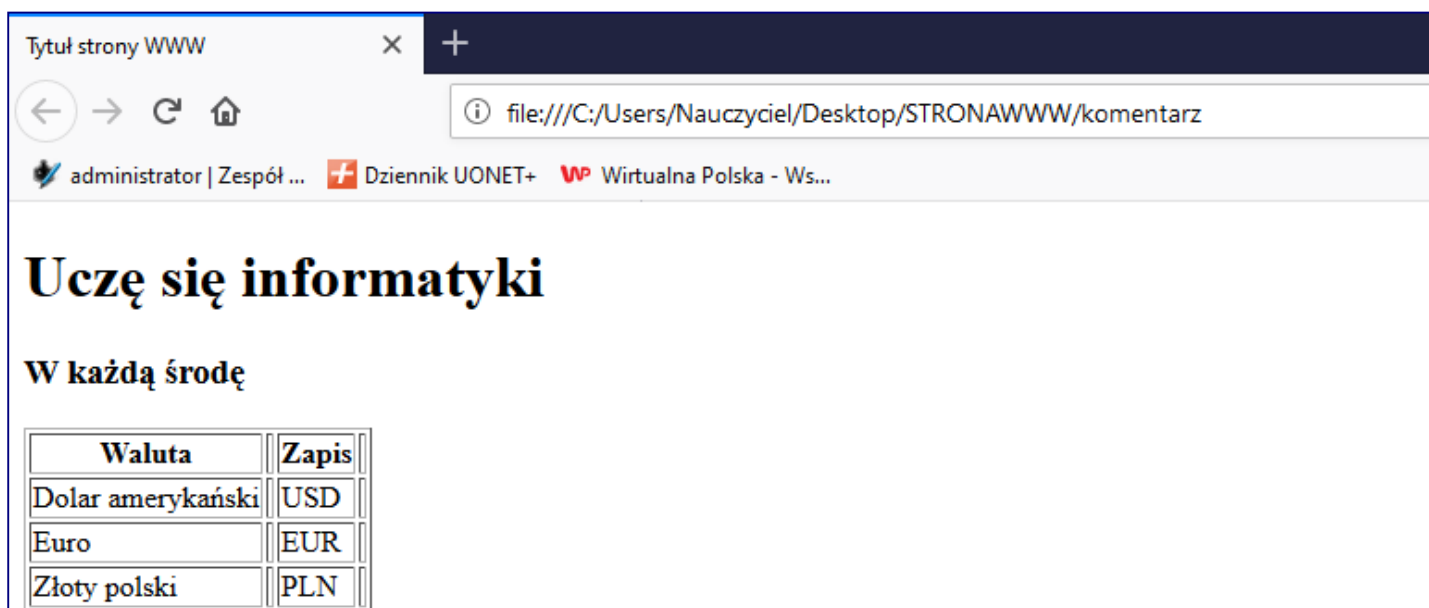 Tytuł strony WWW
file:///C:/Users/Nauczyciel/Desktop/STRONAWWW/komentarz
administrator | Zespół ... Dziennik UONET+ WP Wirtualna Polska - Ws...
Uczę się informatyki
W każdą środę
Waluta Zapis
Dolar amerykański USD
Euro EUR
Złoty polski PLN